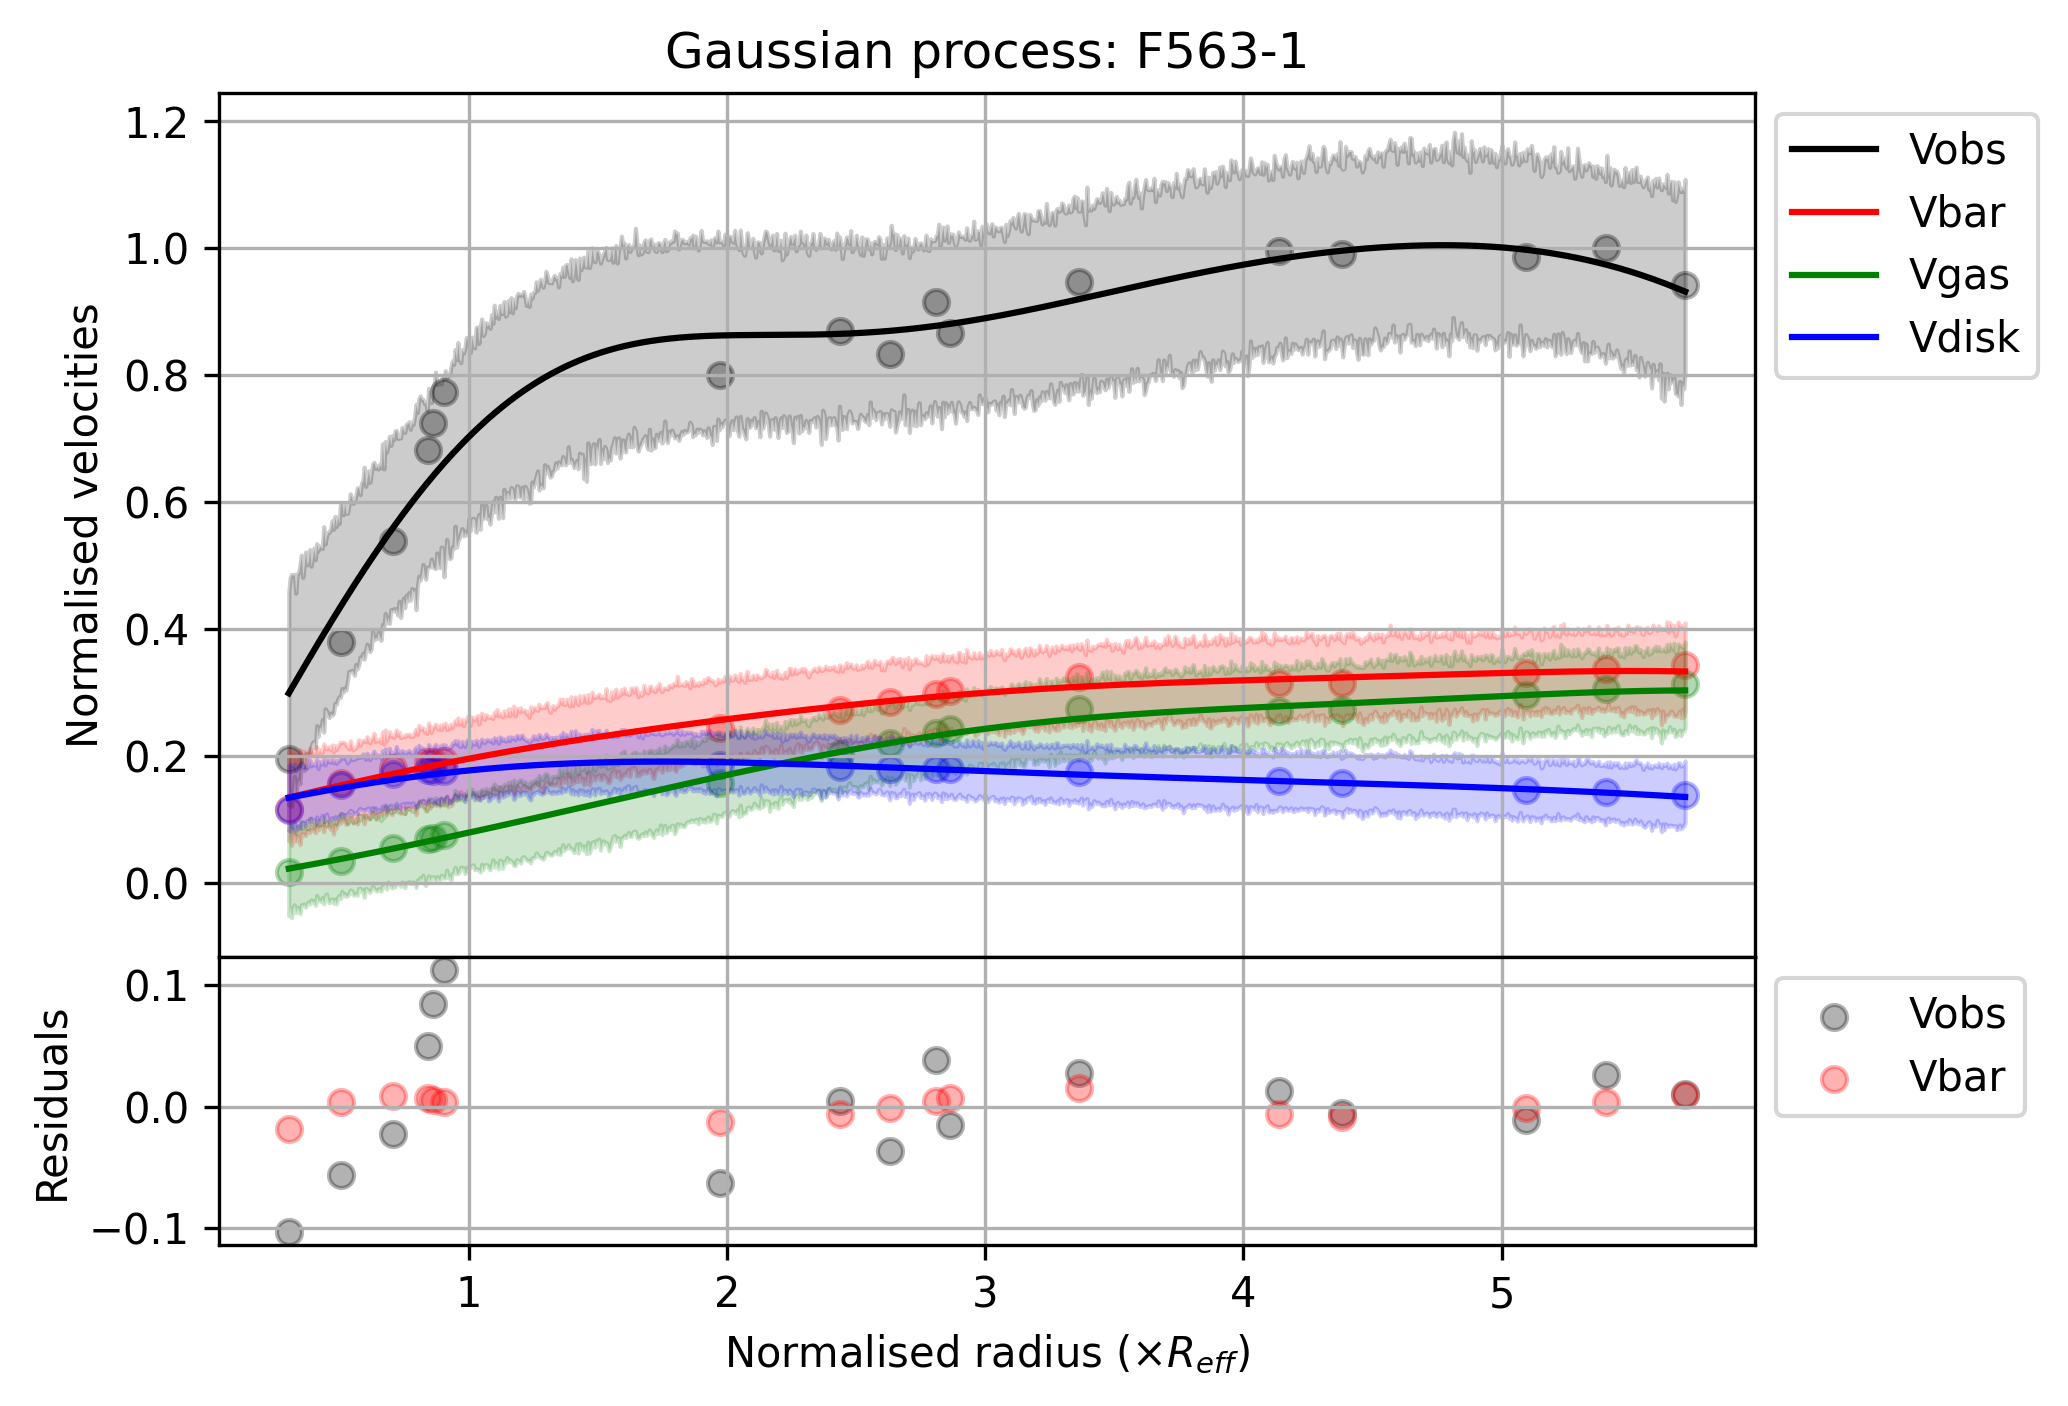 Gaussian process: F563-1
1.2
1.0
0.8
0.6
0.4
0.2
0.0
Normalised velocities
Vobs
Vbar
Vgas
Vdisk
0.1
0.0
−0.1
Residuals
Vobs
Vbar
1 2 3 4 5
Normalised radius (×R_eff)